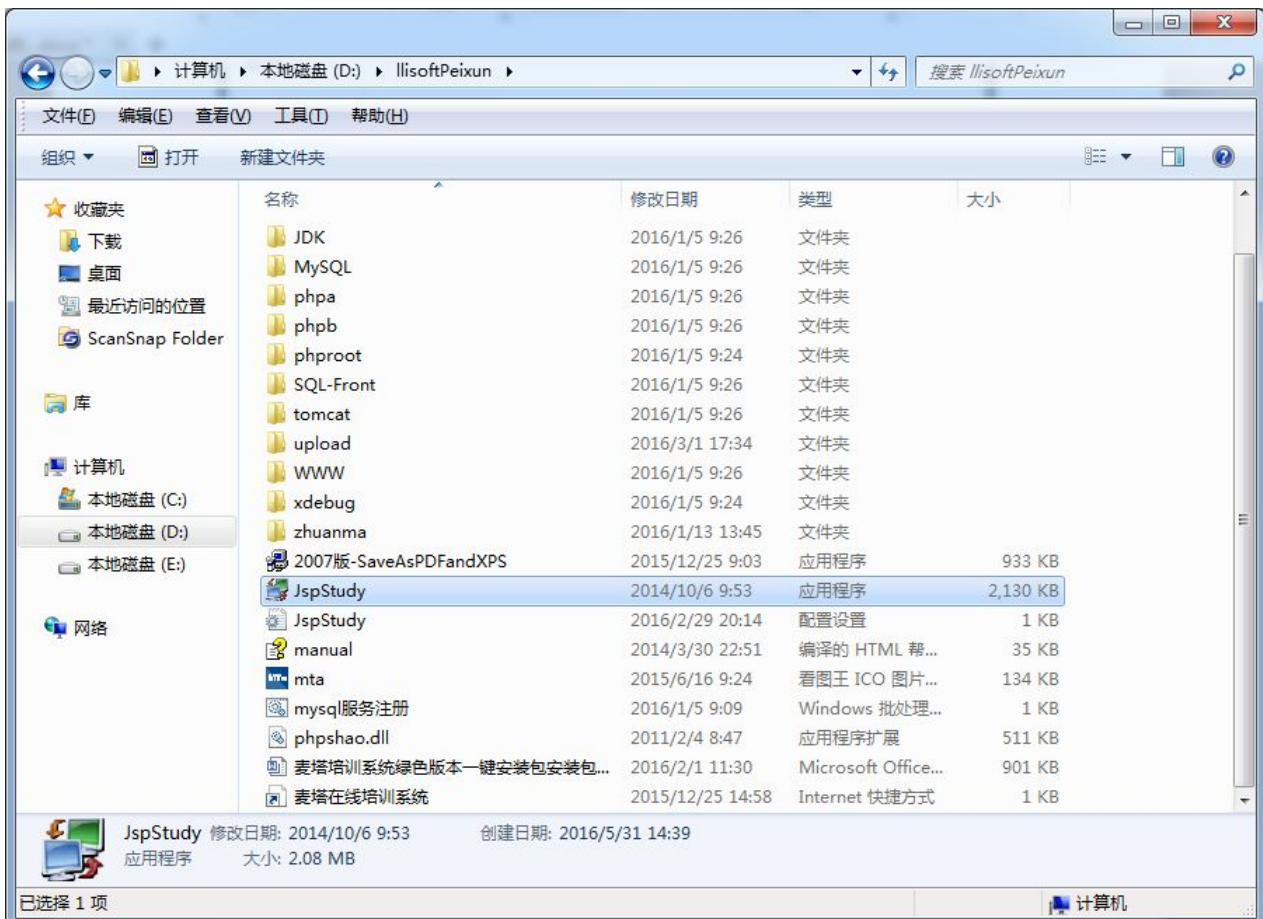 计算机 本地磁盘 (D:) llisoftPeixun 搜索 llisoftPeixun
文件(F) 编辑(E) 查看(V) 工具(T) 帮助(H)
组织 打开 新建文件夹
收藏夹
下载
桌面
最近访问的位置
ScanSnap Folder
库
计算机
本地磁盘 (C:)
本地磁盘 (D:)
本地磁盘 (E:)
网络
名称 修改日期 类型 大小
JDK 2016/1/5 9:26 文件夹
MySQL 2016/1/5 9:26 文件夹
phpa 2016/1/5 9:26 文件夹
phpb 2016/1/5 9:26 文件夹
phproot 2016/1/5 9:24 文件夹
SQL-Front 2016/1/5 9:26 文件夹
tomcat 2016/1/5 9:26 文件夹
upload 2016/3/1 17:34 文件夹
WWW 2016/1/5 9:26 文件夹
xdebug 2016/1/5 9:24 文件夹
zhuanma 2016/1/13 13:45 文件夹
2007版-SaveAsPDFandXPS 2015/12/25 9:03 应用程序 933 KB
JspStudy 2014/10/6 9:53 应用程序 2,130 KB
JspStudy 2016/2/29 20:14 配置设置 1 KB
manual 2014/3/30 22:51 编译的 HTML 帮... 35 KB
mta 2015/6/16 9:24 看图王 ICO 图片... 134 KB
mysql服务注册 2016/1/5 9:09 Windows 批处理... 1 KB
phpshao.dll 2011/2/4 8:47 应用程序扩展 511 KB
麦塔培训系统绿色版本一键安装包安装包... 2016/2/1 11:30 Microsoft Office... 901 KB
麦塔在线培训系统 2015/12/25 14:58 Internet 快捷方式 1 KB
JspStudy 修改日期: 2014/10/6 9:53 创建日期: 2016/5/31 14:39
应用程序 大小: 2.08 MB
已选择 1 项 计算机